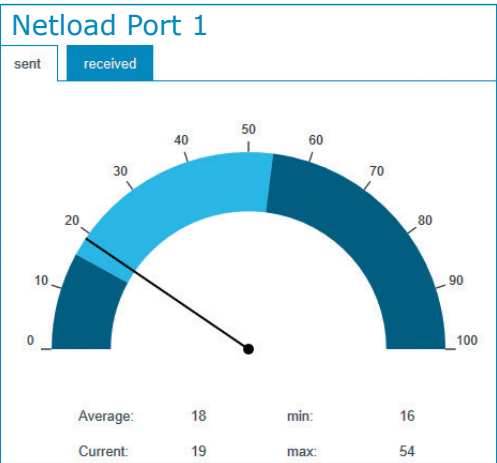 Netload Port 1
sent received
50
40 60
30 70
20 80
10 90
0 100
Average: 18 min: 16
Current: 19 max: 54